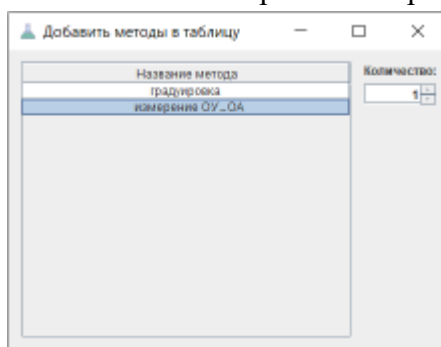 Добавить методы в таблицу
Название метода
Количество:
градуировка
1
измерение ОУ_ОА